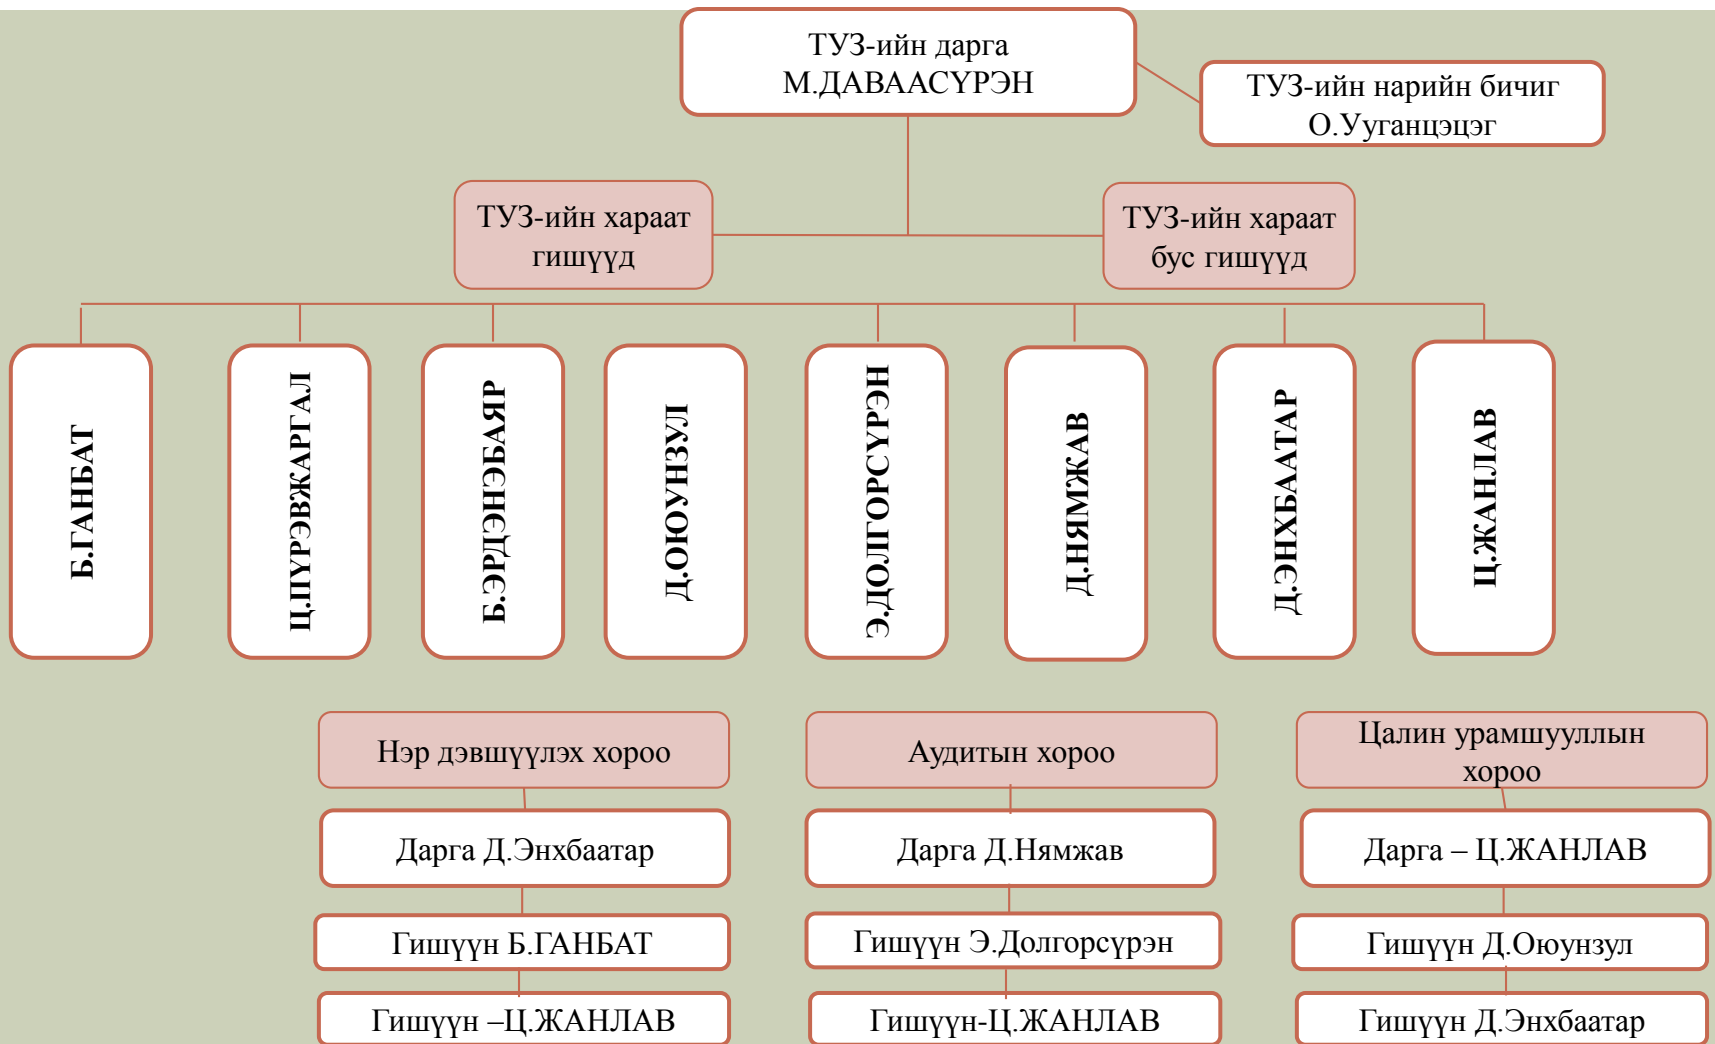 ТУЗ-ийн дарга
М.ДАВААСҮРЭН
ТУЗ-ийн нарийн бичиг
О.Ууганцэцэг
ТУЗ-ийн хараат
гишүүд
ТУЗ-ийн хараат
бус гишүүд
Б.ГАНБАТ
Ц.ПҮРЭВЖАРГАЛ
Б.ЭРДЭНЭБАЯР
Д.ОЮУНЗУЛ
Э.ДОЛГОРСҮРЭН
Д.НЯМЖАВ
Д.ЭНХБААТАР
Ц.ЖАНЛАВ
Нэр дэвшүүлэх хороо
Дарга Д.Энхбаатар
Гишүүн Б.ГАНБАТ
Гишүүн –Ц.ЖАНЛАВ
Аудитын хороо
Дарга Д.Нямжав
Гишүүн Э.Долгорсүрэн
Гишүүн-Ц.ЖАНЛАВ
Цалин урамшууллын
хороо
Дарга – Ц.ЖАНЛАВ
Гишүүн Д.Оюунзул
Гишүүн Д.Энхбаатар